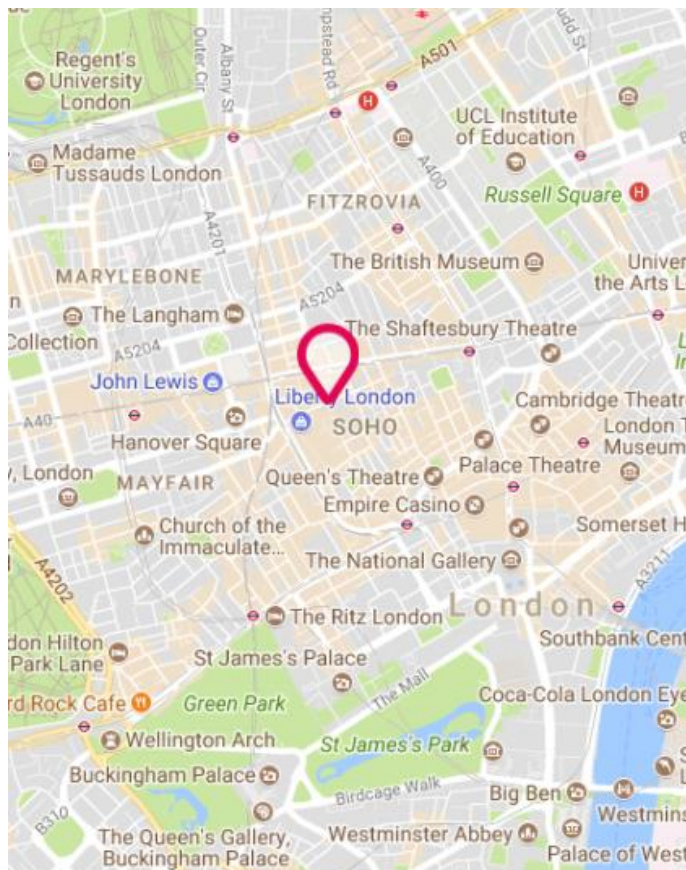 mpstead Rd
Outer Cir
Albany St
A501
Regent's
University
London
UCL Institute
of Education
Madame
Tussauds London
A400
Russell Square
FITZROVIA
A4201
The British Museum
MARYLEBONE
A5204
The Langham
Collection
The Shaftesbury Theatre
A5204
John Lewis
Liberty London
Cambridge Theatr
A40
SOHO
London T
Museum
Hanover Square
Palace Theatre
y, London
MAYFAIR
Queen's Theatre
Empire Casino
Church of the
Immaculate...
Somerset H
The National Gallery
A3211
A4202
London
The Ritz London
don Hilton
Park Lane
Southbank Cent
St James's Palace
The Mall
rd Rock Cafe
Green Park
Coca-Cola London Eye
Wellington Arch
St James's Park
Buckingham Palace
Birdcage Walk
Big Ben
B310
Westmins
The Queen's Gallery,
Buckingham Palace
Westminster Abbey
Palace of West